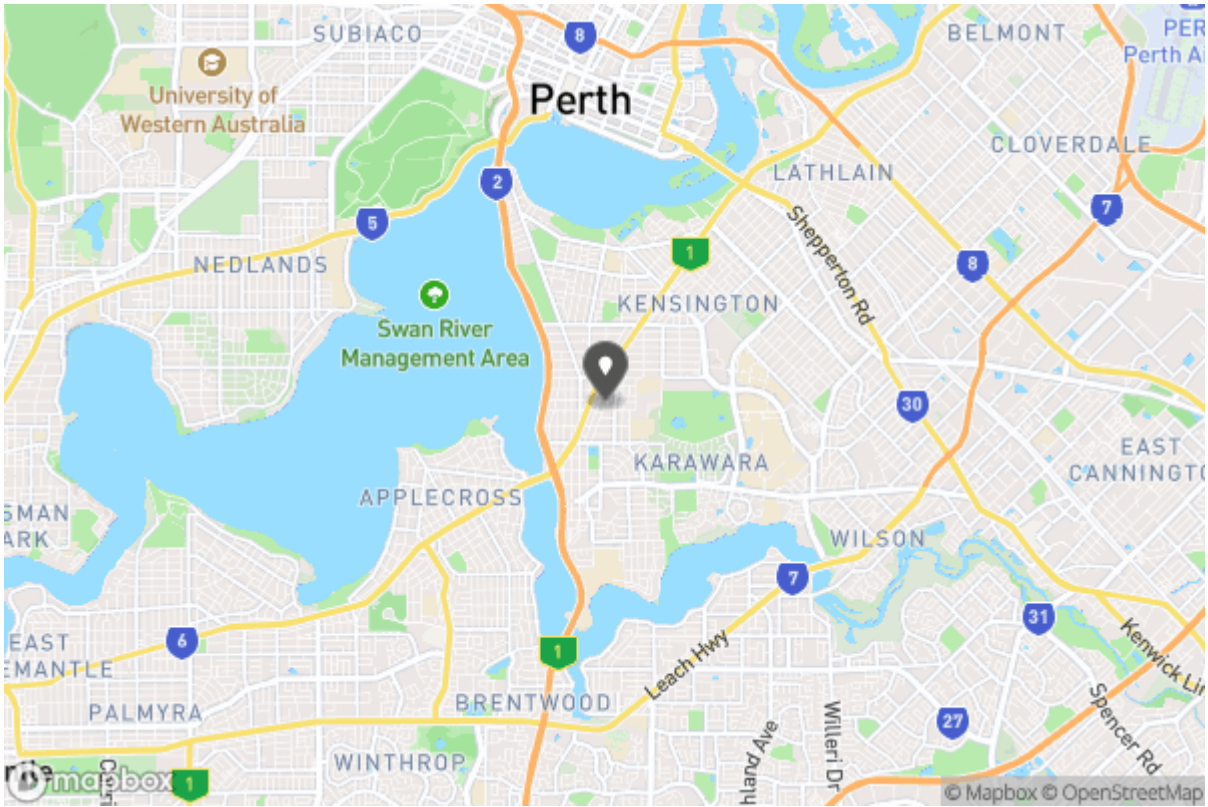 SUBIACO
8
BELMONT
PER
Perth Ai
University of
Western Australia
Perth
CLOVERDALE
LATHLAIN
2
7
5
1
8
NEDLANDS
Shepperton Rd
KENSINGTON
Swan River
Management Area
30
EAST
CANNINGTO
KARAWARA
APPLECROSS
SMAN
ARK
WILSON
7
31
6
EAST
EMANTLE
1
Leach Hwy
Kenwick Lin
BRENTWOOD
PALMYRA
27
Spencer Rd
Willeri Dr
hland Ave
WINTHROP
1
mapbox
© Mapbox © OpenStreetMap